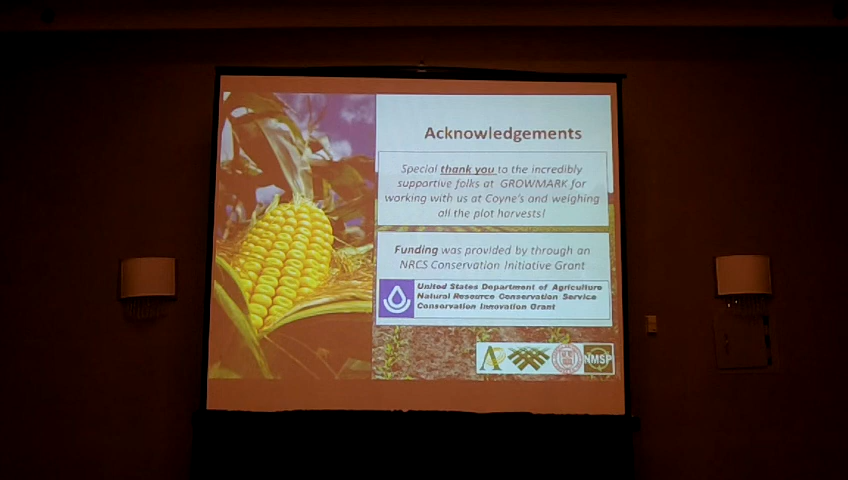 Acknowledgements
Special thank you to the incredibly
supportive folks at GROWMARK for
working with us at Coyne's and weighing
all the plot harvests!
Funding was provided by through an
NRCS Conservation Initiative Grant
United States Department of Agriculture
Natural Resource Conservation Service
Conservation Innovation Grant
NMSP